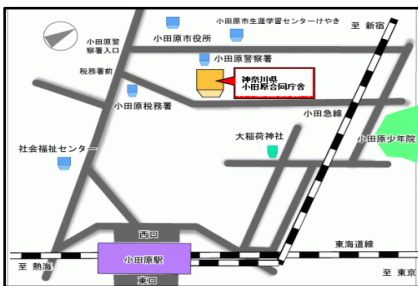 小田原市生涯学習センターけやき
至 新宿
小田原市役所
小田原警
察署入口
小田原警察署
税務署前
神奈川県
小田原合同庁舎
小田原税務署
小田急線
大稲荷神社
小田原少年院
社会福祉センター
西口
東海道線
小田原駅
至 熱海
至 東京
東口